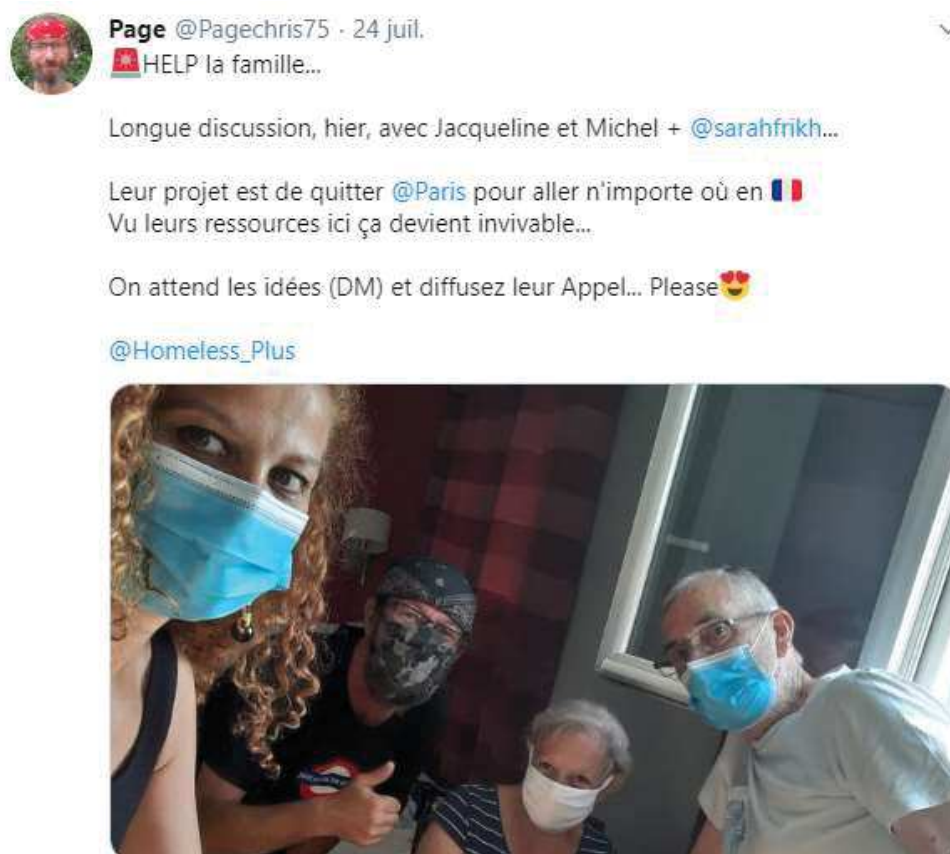 Page @Pagechris75 · 24 juil.
🚨HELP la famille...
Longue discussion, hier, avec Jacqueline et Michel + @sarahfrikh...
Leur projet est de quitter @Paris pour aller n'importe où en 🇫🇷
Vu leurs ressources ici ça devient invivable...
On attend les idées (DM) et diffusez leur Appel... Please😍
@Homeless_Plus